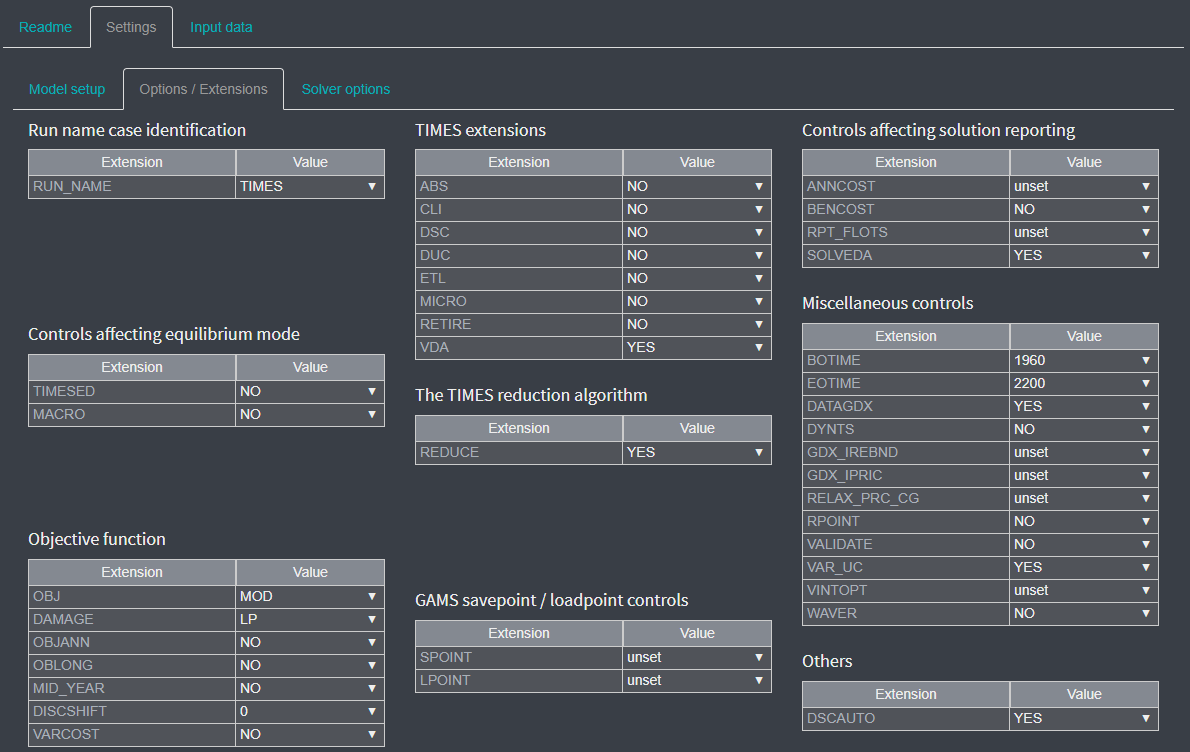 Readme Settings Input data
Model setup Options / Extensions Solver options
Run name case identification
Extension Value
RUN_NAME TIMES
Controls affecting equilibrium mode
Extension Value
TIMESED NO
MACRO NO
Objective function
Extension Value
OBJ MOD
DAMAGE LP
OBJANN NO
OBLONG NO
MID_YEAR NO
DISCSHIFT 0
VARCOST NO
TIMES extensions
Extension Value
ABS NO
CLI NO
DSC NO
DUC NO
ETL NO
MICRO NO
RETIRE NO
VDA YES
The TIMES reduction algorithm
Extension Value
REDUCE YES
GAMS savepoint / loadpoint controls
Extension Value
SPOINT unset
LPOINT unset
Controls affecting solution reporting
Extension Value
ANNCOST unset
BENCOST NO
RPT_FLOTS unset
SOLVEDA YES
Miscellaneous controls
Extension Value
BOTIME 1960
EOTIME 2200
DATAGDX YES
DYNTS NO
GDX_IREBND unset
GDX_IPRIC unset
RELAX_PRC_CG unset
RPOINT NO
VALIDATE NO
VAR_UC YES
VINTOPT unset
WAVER NO
Others
Extension Value
DSCAUTO YES